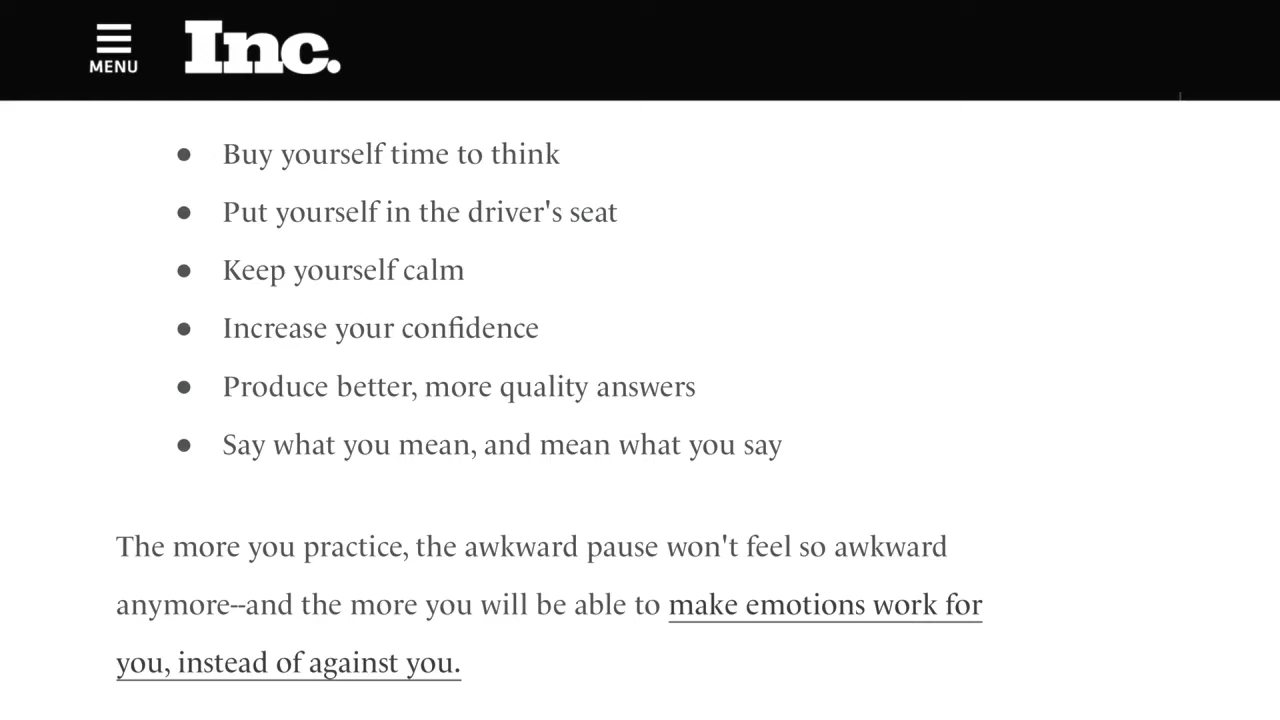 MENU
Inc.
● Buy yourself time to think
● Put yourself in the driver's seat
● Keep yourself calm
● Increase your confidence
● Produce better, more quality answers
● Say what you mean, and mean what you say
The more you practice, the awkward pause won't feel so awkward
anymore--and the more you will be able to make emotions work for
you, instead of against you.